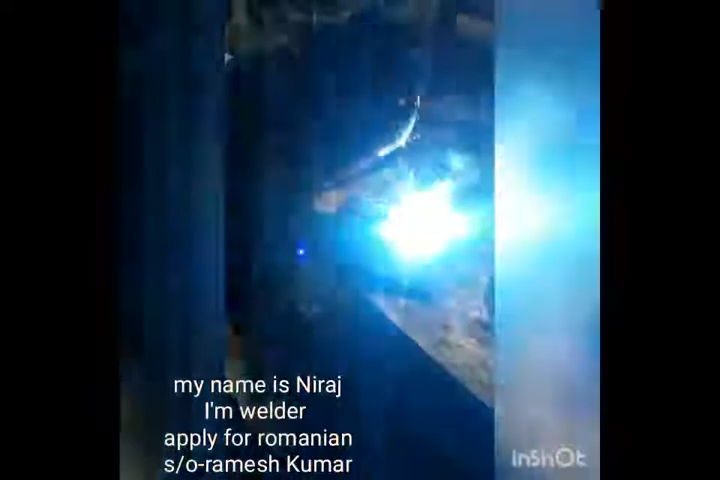 my name is Niraj
I'm welder
apply for romanian
s/o-ramesh Kumar
InShOt